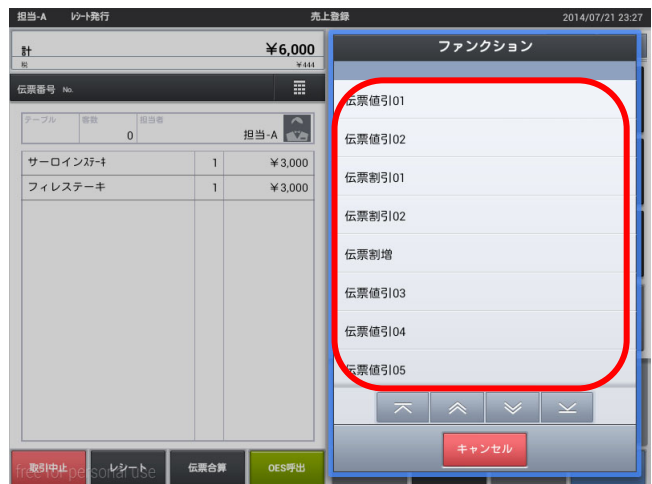 担当-A ﾚｼｰﾄ発行 売上登録 2014/07/21 23:27
計 ¥6,000
税 ¥444
伝票番号 No.
テーブル 客数 担当者
0 担当-A
サーロインｽﾃｰｷ 1 ¥3,000
フィレステーキ 1 ¥3,000
取引中止 レシート 伝票合算 OES呼出
free for personal use
ファンクション
伝票値引01
伝票値引02
伝票割引01
伝票割引02
伝票割増
伝票値引03
伝票値引04
伝票値引05
キャンセル